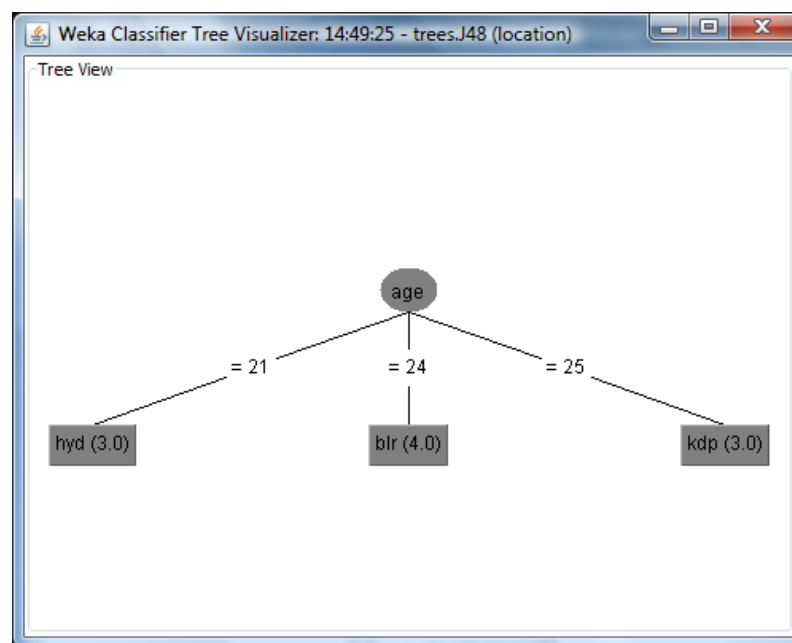 Weka Classifier Tree Visualizer: 14:49:25 - trees.J48 (location)
Tree View
age
= 21 = 24 = 25
hyd (3.0) blr (4.0) kdp (3.0)